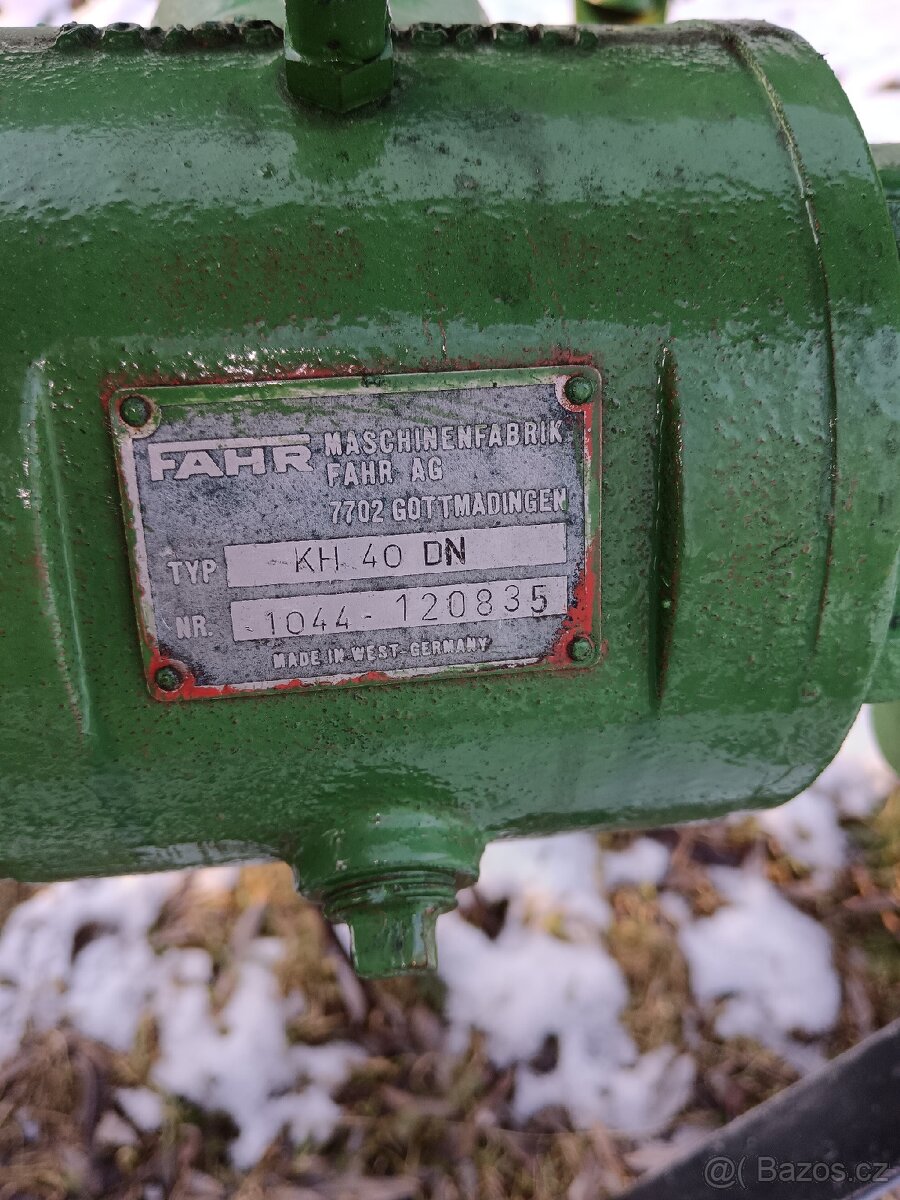 FAHR MASCHINENFABRIK
FAHR AG
7702 GOTTMADINGEN
TYP KH 40 DN
NR. 1044 - 120835
MADE IN WEST-GERMANY
@( Bazos.cz